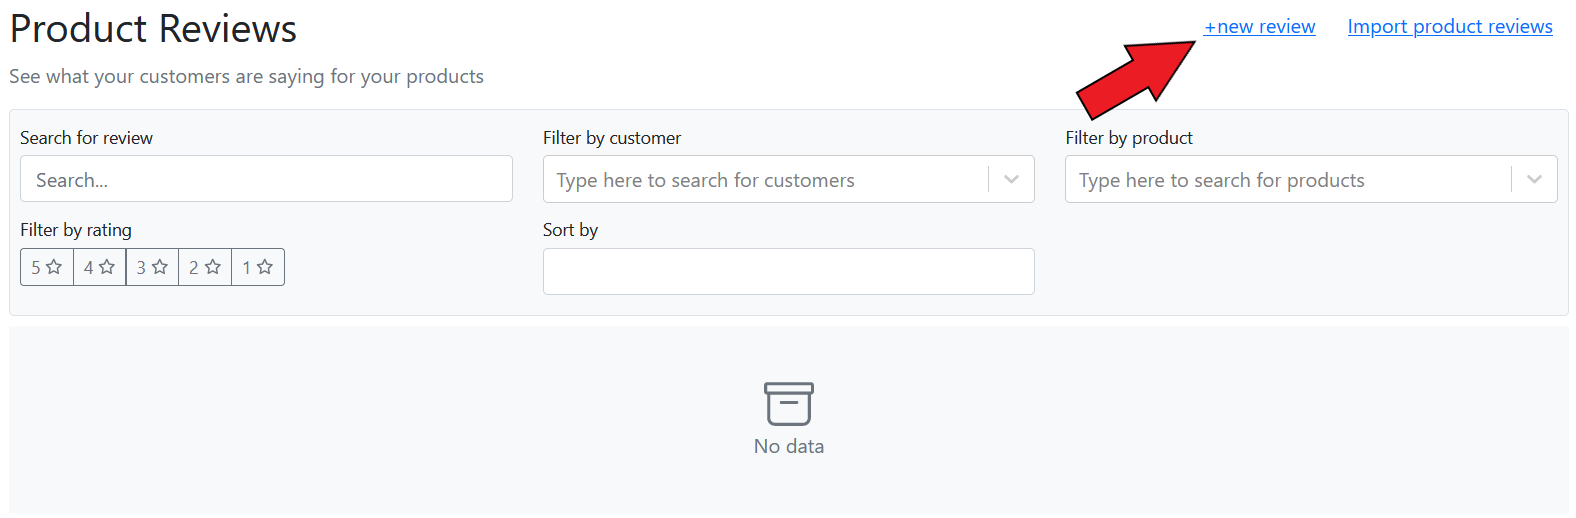 Product Reviews
+new review
Import product reviews
See what your customers are saying for your products
Search for review
Filter by customer
Filter by product
Search...
Type here to search for customers
Type here to search for products
Filter by rating
Sort by
5 4 3 2 1
No data